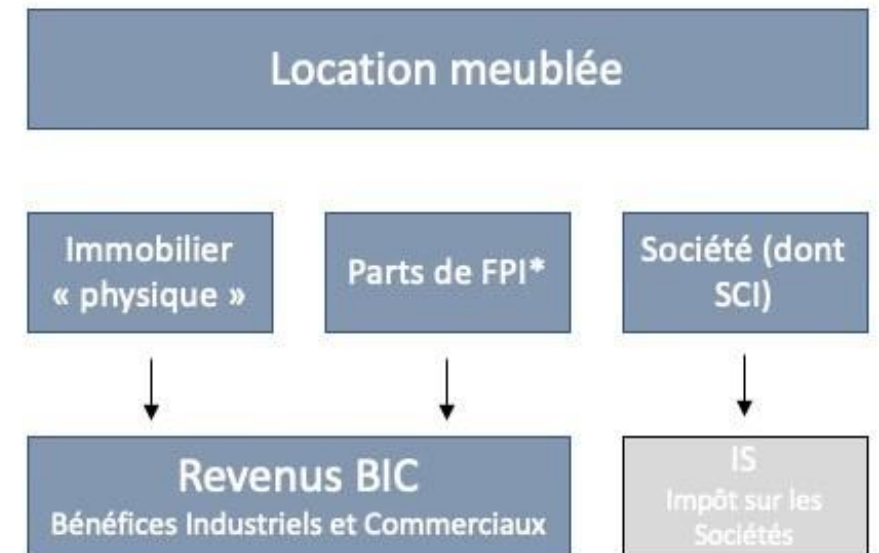 Location meublée
Immobilier
« physique »
Parts de FPI*
Société (dont
SCI)
Revenus BIC
Bénéfices Industriels et Commerciaux
IS
Impôt sur les
Sociétés